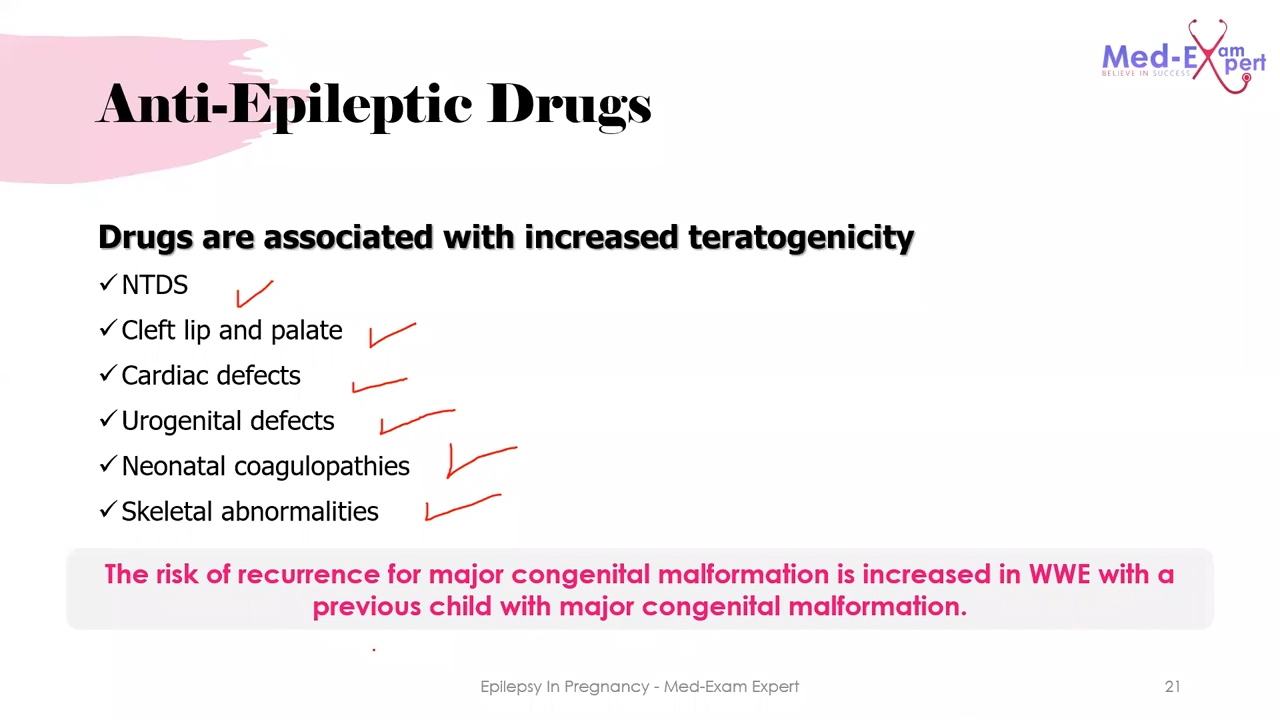 Med-Exam
xpert
BELIEVE IN SUCCESS
Anti-Epileptic Drugs
Drugs are associated with increased teratogenicity
✓ NTDS
✓ Cleft lip and palate
✓ Cardiac defects
✓ Urogenital defects
✓ Neonatal coagulopathies
✓ Skeletal abnormalities
The risk of recurrence for major congenital malformation is increased in WWE with a
previous child with major congenital malformation.
Epilepsy In Pregnancy - Med-Exam Expert
21